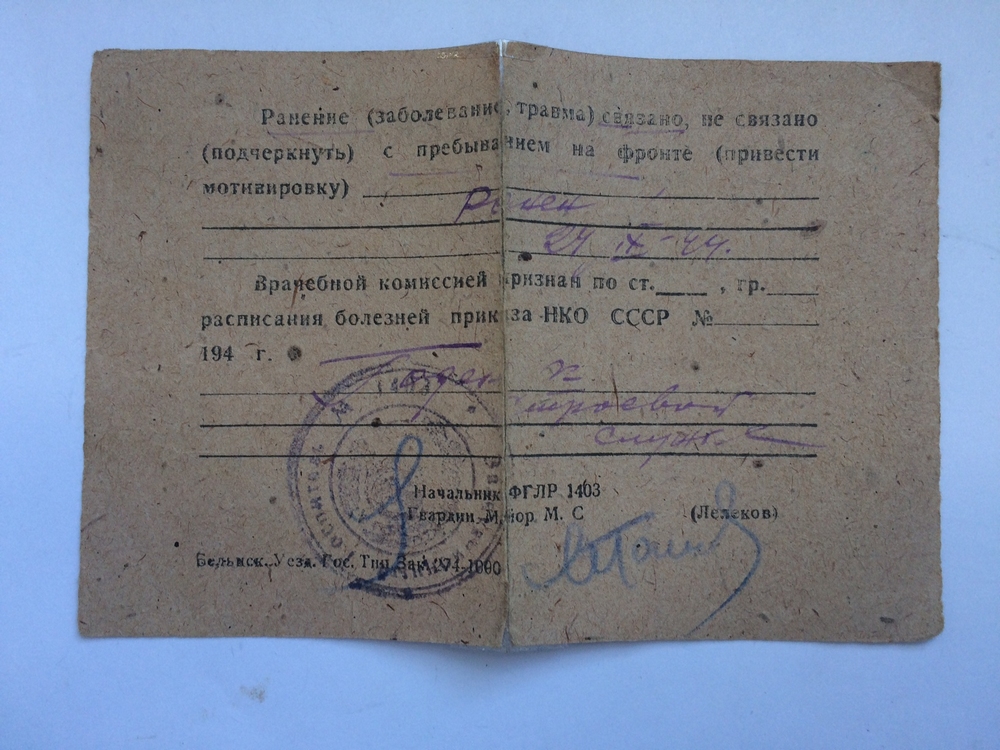 Ранение (заболевание, травма) связано, не связано
(подчеркнуть) с пребыванием на фронте (привести
мотивировку)
Ранен
24 IX-44.
Врачебной комиссией признан по ст. , гр.
расписания болезней приказа НКО СССР №
194 г.
Годен к
строевой
служ.
Начальник ФГЛР 1403
Гвардии Майор М. С (Лелеков)
Бельцк. Уезд. Гос. Тип Зак. 274-1000